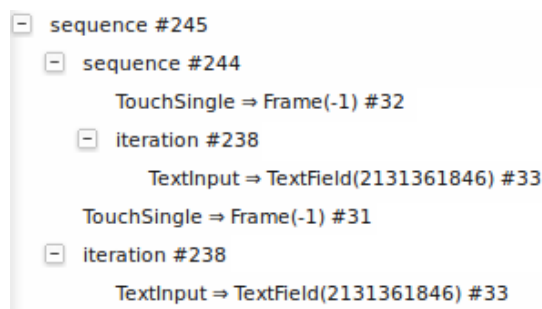 sequence #245
sequence #244
TouchSingle ⇒ Frame(-1) #32
iteration #238
TextInput ⇒ TextField(2131361846) #33
TouchSingle ⇒ Frame(-1) #31
iteration #238
TextInput ⇒ TextField(2131361846) #33